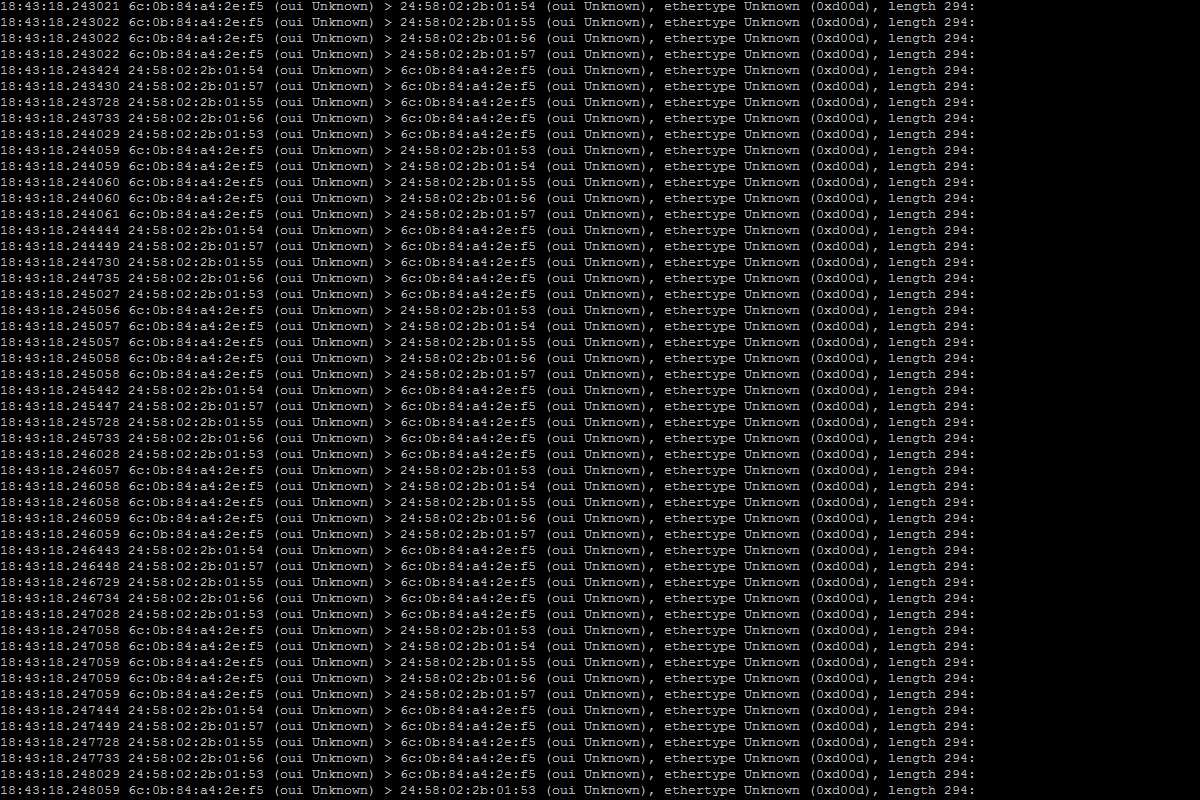 18:43:18.243021 6c:0b:84:a4:2e:f5 (oui Unknown) > 24:58:02:2b:01:54 (oui Unknown), ethertype Unknown (0xd00d), length 294:
18:43:18.243022 6c:0b:84:a4:2e:f5 (oui Unknown) > 24:58:02:2b:01:55 (oui Unknown), ethertype Unknown (0xd00d), length 294:
18:43:18.243022 6c:0b:84:a4:2e:f5 (oui Unknown) > 24:58:02:2b:01:56 (oui Unknown), ethertype Unknown (0xd00d), length 294:
18:43:18.243022 6c:0b:84:a4:2e:f5 (oui Unknown) > 24:58:02:2b:01:57 (oui Unknown), ethertype Unknown (0xd00d), length 294:
18:43:18.243424 24:58:02:2b:01:54 (oui Unknown) > 6c:0b:84:a4:2e:f5 (oui Unknown), ethertype Unknown (0xd00d), length 294:
18:43:18.243430 24:58:02:2b:01:57 (oui Unknown) > 6c:0b:84:a4:2e:f5 (oui Unknown), ethertype Unknown (0xd00d), length 294:
18:43:18.243728 24:58:02:2b:01:55 (oui Unknown) > 6c:0b:84:a4:2e:f5 (oui Unknown), ethertype Unknown (0xd00d), length 294:
18:43:18.243733 24:58:02:2b:01:56 (oui Unknown) > 6c:0b:84:a4:2e:f5 (oui Unknown), ethertype Unknown (0xd00d), length 294:
18:43:18.244029 24:58:02:2b:01:53 (oui Unknown) > 6c:0b:84:a4:2e:f5 (oui Unknown), ethertype Unknown (0xd00d), length 294:
18:43:18.244059 6c:0b:84:a4:2e:f5 (oui Unknown) > 24:58:02:2b:01:53 (oui Unknown), ethertype Unknown (0xd00d), length 294:
18:43:18.244059 6c:0b:84:a4:2e:f5 (oui Unknown) > 24:58:02:2b:01:54 (oui Unknown), ethertype Unknown (0xd00d), length 294:
18:43:18.244060 6c:0b:84:a4:2e:f5 (oui Unknown) > 24:58:02:2b:01:55 (oui Unknown), ethertype Unknown (0xd00d), length 294:
18:43:18.244060 6c:0b:84:a4:2e:f5 (oui Unknown) > 24:58:02:2b:01:56 (oui Unknown), ethertype Unknown (0xd00d), length 294:
18:43:18.244061 6c:0b:84:a4:2e:f5 (oui Unknown) > 24:58:02:2b:01:57 (oui Unknown), ethertype Unknown (0xd00d), length 294:
18:43:18.244444 24:58:02:2b:01:54 (oui Unknown) > 6c:0b:84:a4:2e:f5 (oui Unknown), ethertype Unknown (0xd00d), length 294:
18:43:18.244449 24:58:02:2b:01:57 (oui Unknown) > 6c:0b:84:a4:2e:f5 (oui Unknown), ethertype Unknown (0xd00d), length 294:
18:43:18.244730 24:58:02:2b:01:55 (oui Unknown) > 6c:0b:84:a4:2e:f5 (oui Unknown), ethertype Unknown (0xd00d), length 294:
18:43:18.244735 24:58:02:2b:01:56 (oui Unknown) > 6c:0b:84:a4:2e:f5 (oui Unknown), ethertype Unknown (0xd00d), length 294:
18:43:18.245027 24:58:02:2b:01:53 (oui Unknown) > 6c:0b:84:a4:2e:f5 (oui Unknown), ethertype Unknown (0xd00d), length 294:
18:43:18.245056 6c:0b:84:a4:2e:f5 (oui Unknown) > 24:58:02:2b:01:53 (oui Unknown), ethertype Unknown (0xd00d), length 294:
18:43:18.245057 6c:0b:84:a4:2e:f5 (oui Unknown) > 24:58:02:2b:01:54 (oui Unknown), ethertype Unknown (0xd00d), length 294:
18:43:18.245057 6c:0b:84:a4:2e:f5 (oui Unknown) > 24:58:02:2b:01:55 (oui Unknown), ethertype Unknown (0xd00d), length 294:
18:43:18.245058 6c:0b:84:a4:2e:f5 (oui Unknown) > 24:58:02:2b:01:56 (oui Unknown), ethertype Unknown (0xd00d), length 294:
18:43:18.245058 6c:0b:84:a4:2e:f5 (oui Unknown) > 24:58:02:2b:01:57 (oui Unknown), ethertype Unknown (0xd00d), length 294:
18:43:18.245442 24:58:02:2b:01:54 (oui Unknown) > 6c:0b:84:a4:2e:f5 (oui Unknown), ethertype Unknown (0xd00d), length 294:
18:43:18.245447 24:58:02:2b:01:57 (oui Unknown) > 6c:0b:84:a4:2e:f5 (oui Unknown), ethertype Unknown (0xd00d), length 294:
18:43:18.245728 24:58:02:2b:01:55 (oui Unknown) > 6c:0b:84:a4:2e:f5 (oui Unknown), ethertype Unknown (0xd00d), length 294:
18:43:18.245733 24:58:02:2b:01:56 (oui Unknown) > 6c:0b:84:a4:2e:f5 (oui Unknown), ethertype Unknown (0xd00d), length 294:
18:43:18.246028 24:58:02:2b:01:53 (oui Unknown) > 6c:0b:84:a4:2e:f5 (oui Unknown), ethertype Unknown (0xd00d), length 294:
18:43:18.246057 6c:0b:84:a4:2e:f5 (oui Unknown) > 24:58:02:2b:01:53 (oui Unknown), ethertype Unknown (0xd00d), length 294:
18:43:18.246058 6c:0b:84:a4:2e:f5 (oui Unknown) > 24:58:02:2b:01:54 (oui Unknown), ethertype Unknown (0xd00d), length 294:
18:43:18.246058 6c:0b:84:a4:2e:f5 (oui Unknown) > 24:58:02:2b:01:55 (oui Unknown), ethertype Unknown (0xd00d), length 294:
18:43:18.246059 6c:0b:84:a4:2e:f5 (oui Unknown) > 24:58:02:2b:01:56 (oui Unknown), ethertype Unknown (0xd00d), length 294:
18:43:18.246059 6c:0b:84:a4:2e:f5 (oui Unknown) > 24:58:02:2b:01:57 (oui Unknown), ethertype Unknown (0xd00d), length 294:
18:43:18.246443 24:58:02:2b:01:54 (oui Unknown) > 6c:0b:84:a4:2e:f5 (oui Unknown), ethertype Unknown (0xd00d), length 294:
18:43:18.246448 24:58:02:2b:01:57 (oui Unknown) > 6c:0b:84:a4:2e:f5 (oui Unknown), ethertype Unknown (0xd00d), length 294:
18:43:18.246729 24:58:02:2b:01:55 (oui Unknown) > 6c:0b:84:a4:2e:f5 (oui Unknown), ethertype Unknown (0xd00d), length 294:
18:43:18.246734 24:58:02:2b:01:56 (oui Unknown) > 6c:0b:84:a4:2e:f5 (oui Unknown), ethertype Unknown (0xd00d), length 294:
18:43:18.247028 24:58:02:2b:01:53 (oui Unknown) > 6c:0b:84:a4:2e:f5 (oui Unknown), ethertype Unknown (0xd00d), length 294:
18:43:18.247058 6c:0b:84:a4:2e:f5 (oui Unknown) > 24:58:02:2b:01:53 (oui Unknown), ethertype Unknown (0xd00d), length 294:
18:43:18.247058 6c:0b:84:a4:2e:f5 (oui Unknown) > 24:58:02:2b:01:54 (oui Unknown), ethertype Unknown (0xd00d), length 294:
18:43:18.247059 6c:0b:84:a4:2e:f5 (oui Unknown) > 24:58:02:2b:01:55 (oui Unknown), ethertype Unknown (0xd00d), length 294:
18:43:18.247059 6c:0b:84:a4:2e:f5 (oui Unknown) > 24:58:02:2b:01:56 (oui Unknown), ethertype Unknown (0xd00d), length 294:
18:43:18.247059 6c:0b:84:a4:2e:f5 (oui Unknown) > 24:58:02:2b:01:57 (oui Unknown), ethertype Unknown (0xd00d), length 294:
18:43:18.247444 24:58:02:2b:01:54 (oui Unknown) > 6c:0b:84:a4:2e:f5 (oui Unknown), ethertype Unknown (0xd00d), length 294:
18:43:18.247449 24:58:02:2b:01:57 (oui Unknown) > 6c:0b:84:a4:2e:f5 (oui Unknown), ethertype Unknown (0xd00d), length 294:
18:43:18.247728 24:58:02:2b:01:55 (oui Unknown) > 6c:0b:84:a4:2e:f5 (oui Unknown), ethertype Unknown (0xd00d), length 294:
18:43:18.247733 24:58:02:2b:01:56 (oui Unknown) > 6c:0b:84:a4:2e:f5 (oui Unknown), ethertype Unknown (0xd00d), length 294:
18:43:18.248029 24:58:02:2b:01:53 (oui Unknown) > 6c:0b:84:a4:2e:f5 (oui Unknown), ethertype Unknown (0xd00d), length 294:
18:43:18.248059 6c:0b:84:a4:2e:f5 (oui Unknown) > 24:58:02:2b:01:53 (oui Unknown), ethertype Unknown (0xd00d), length 294: